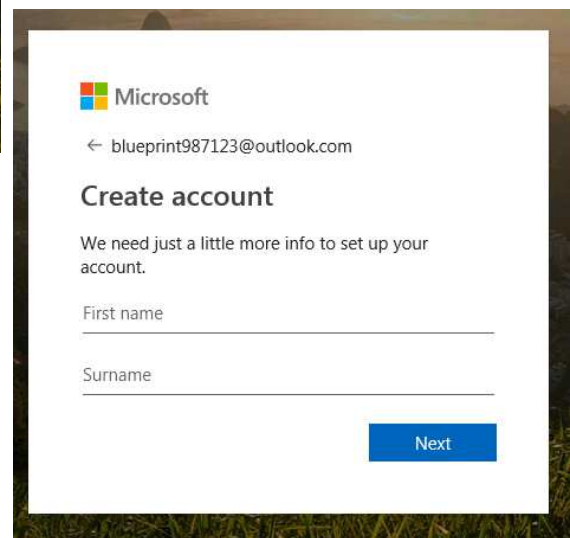 Microsoft
← blueprint987123@outlook.com
Create account
We need just a little more info to set up your
account.
First name
Surname
Next